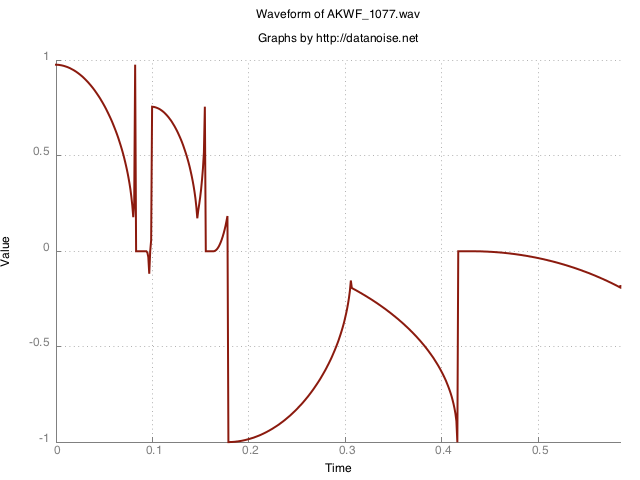 Waveform of AKWF_1077.wav
Graphs by http://datanoise.net
1
0.5
0
-0.5
-1
Value
0 0.1 0.2 0.3 0.4 0.5
Time